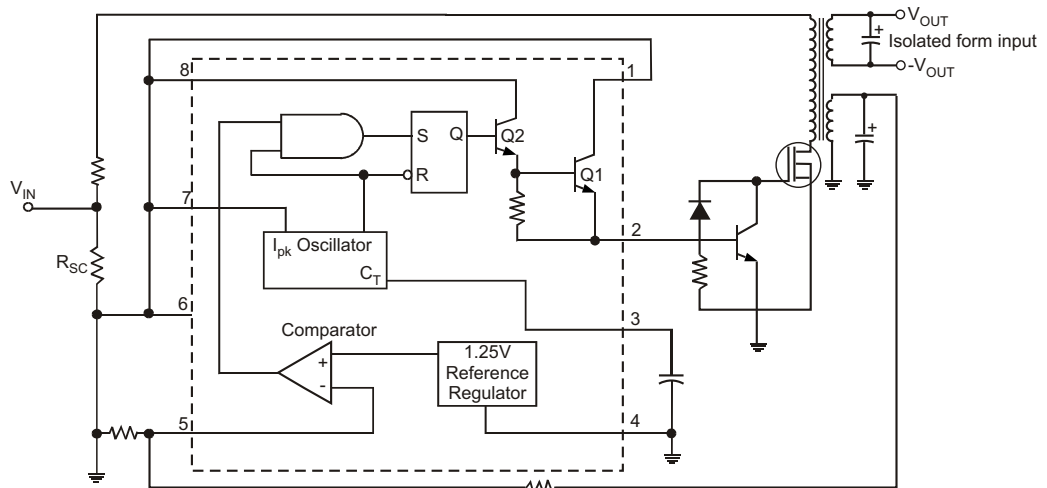 V_OUT
+
Isolated form input
-V_OUT
8
1
+
S
Q
Q2
R
Q1
V_IN
7
2
I_pk Oscillator
C_T
R_SC
6
3
Comparator
+
-
1.25V
Reference
Regulator
5
4